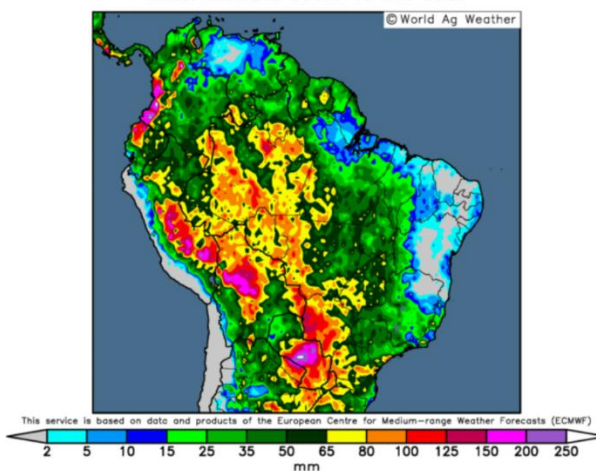 © World Ag Weather
This service is based on data and products of the European Centre for Medium-range Weather Forecasts (ECMWF)
2 5 10 15 25 35 50 65 80 100 125 150 200 250
mm